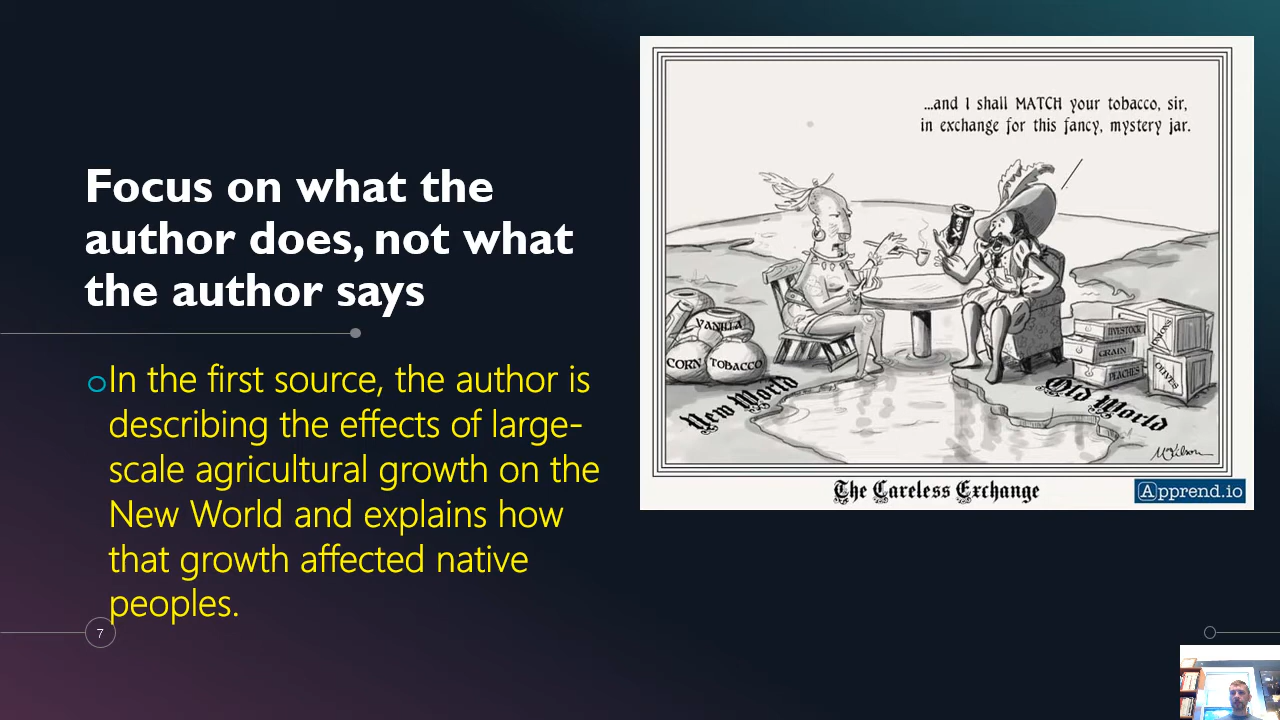 Focus on what the
author does, not what
the author says
In the first source, the author is
describing the effects of large-
scale agricultural growth on the
New World and explains how
that growth affected native
peoples.
7
...and I shall MATCH your tobacco, sir,
in exchange for this fancy, mystery jar.
VANILLA
CORN
TOBACCO
New World
LIVESTOCK
GRAIN
PEACHES
OLIVES
Old World
The Careless Exchange
Apprend.io